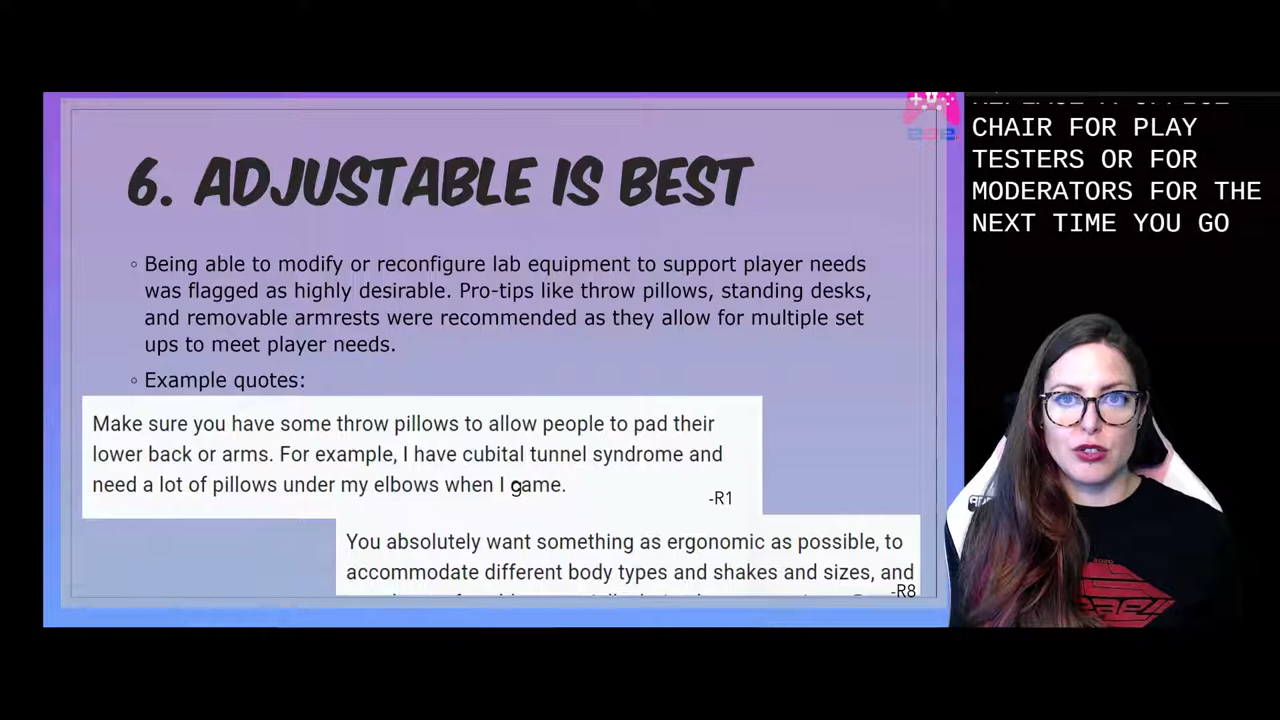 6. ADJUSTABLE IS BEST
◦ Being able to modify or reconfigure lab equipment to support player needs
was flagged as highly desirable. Pro-tips like throw pillows, standing desks,
and removable armrests were recommended as they allow for multiple set
ups to meet player needs.
◦ Example quotes:
Make sure you have some throw pillows to allow people to pad their
lower back or arms. For example, I have cubital tunnel syndrome and
need a lot of pillows under my elbows when I game.
-R1
You absolutely want something as ergonomic as possible, to
accommodate different body types and shakes and sizes, and
-R8
CHAIR FOR PLAY
TESTERS OR FOR
MODERATORS FOR THE
NEXT TIME YOU GO